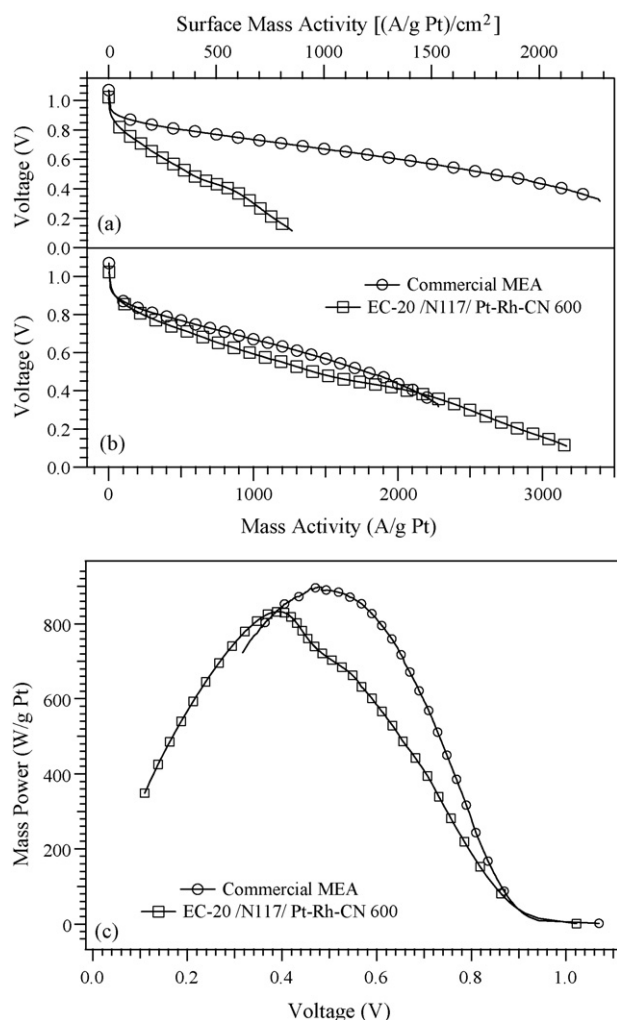 Surface Mass Activity [(A/g Pt)/cm²]
0 500 1000 1500 2000
Voltage (V)
1.0
0.8
0.6
0.4
0.2
0.0
(a)
Voltage (V)
1.0
0.8
0.6
0.4
0.2
0.0
Commercial MEA
EC-20 /N117/ Pt-Rh-CN 600
(b)
0 1000 2000 3000
Mass Activity (A/g Pt)
Mass Power (W/g Pt)
800
600
400
200
0
Commercial MEA
EC-20 /N117/ Pt-Rh-CN 600
(c)
0.0 0.2 0.4 0.6 0.8 1.0
Voltage (V)